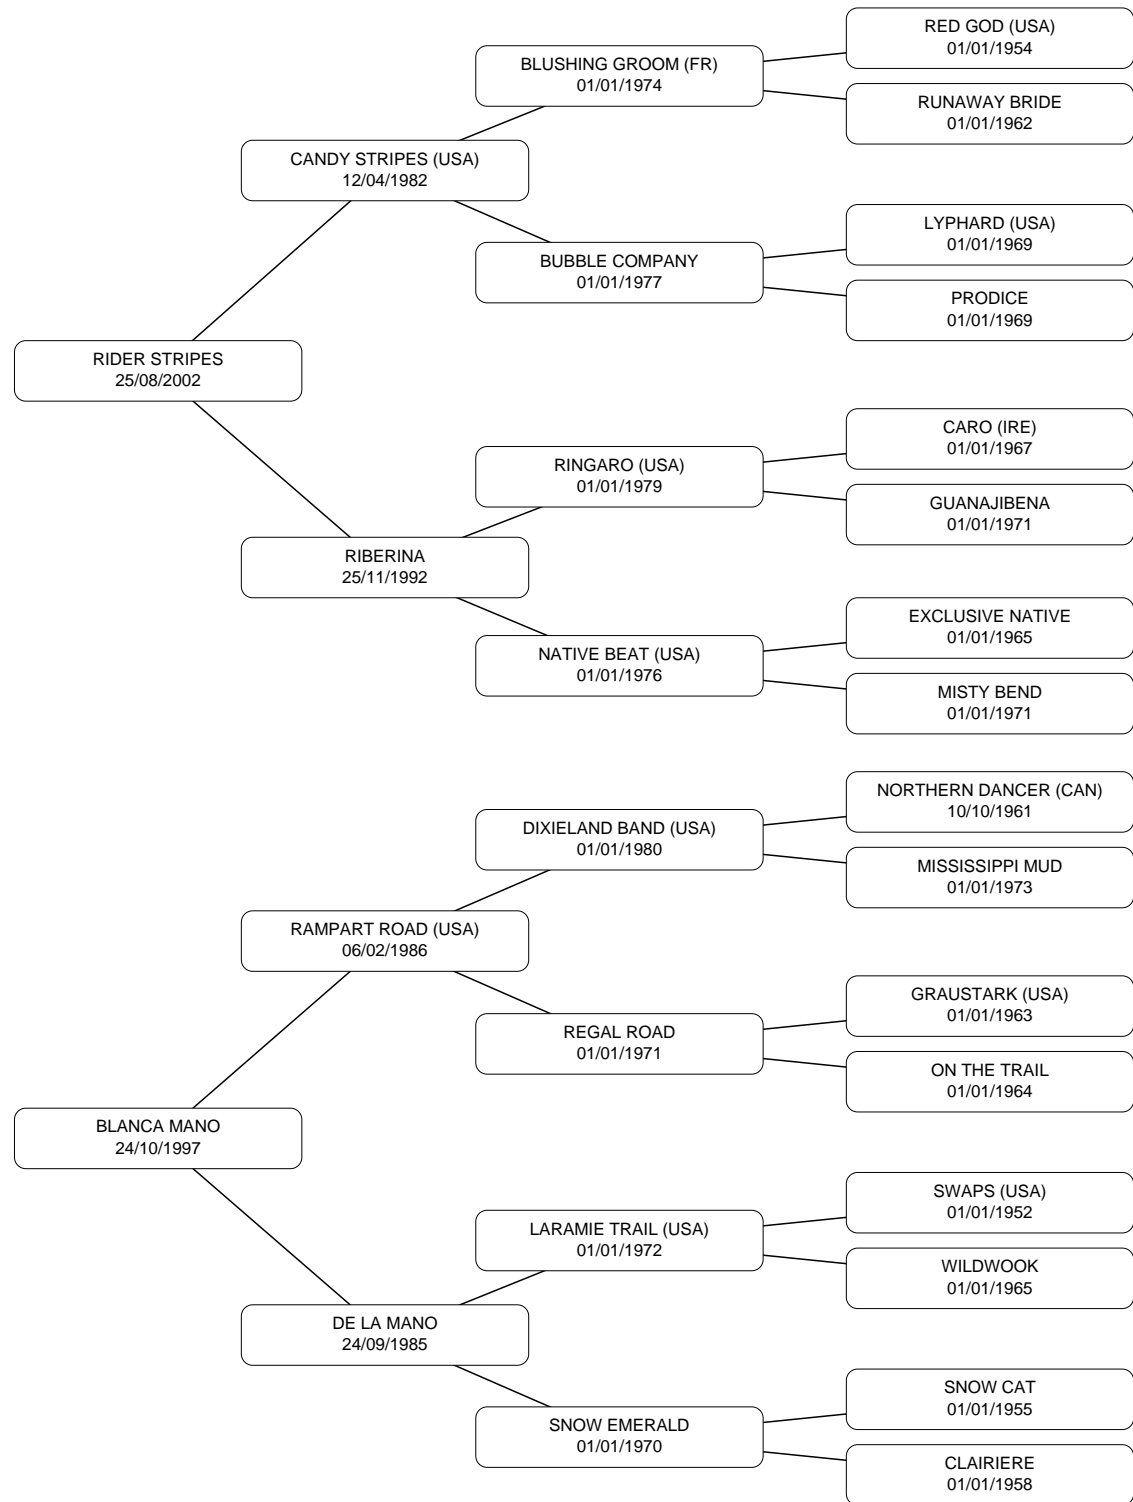 RED GOD (USA)
01/01/1954
BLUSHING GROOM (FR)
01/01/1974
RUNAWAY BRIDE
01/01/1962
CANDY STRIPES (USA)
12/04/1982
LYPHARD (USA)
01/01/1969
BUBBLE COMPANY
01/01/1977
PRODICE
01/01/1969
RIDER STRIPES
25/08/2002
CARO (IRE)
01/01/1967
RINGARO (USA)
01/01/1979
GUANAJIBENA
01/01/1971
RIBERINA
25/11/1992
EXCLUSIVE NATIVE
01/01/1965
NATIVE BEAT (USA)
01/01/1976
MISTY BEND
01/01/1971
NORTHERN DANCER (CAN)
10/10/1961
DIXIELAND BAND (USA)
01/01/1980
MISSISSIPPI MUD
01/01/1973
RAMPART ROAD (USA)
06/02/1986
GRAUSTARK (USA)
01/01/1963
REGAL ROAD
01/01/1971
ON THE TRAIL
01/01/1964
BLANCA MANO
24/10/1997
SWAPS (USA)
01/01/1952
LARAMIE TRAIL (USA)
01/01/1972
WILDWOOK
01/01/1965
DE LA MANO
24/09/1985
SNOW CAT
01/01/1955
SNOW EMERALD
01/01/1970
CLAIRIERE
01/01/1958